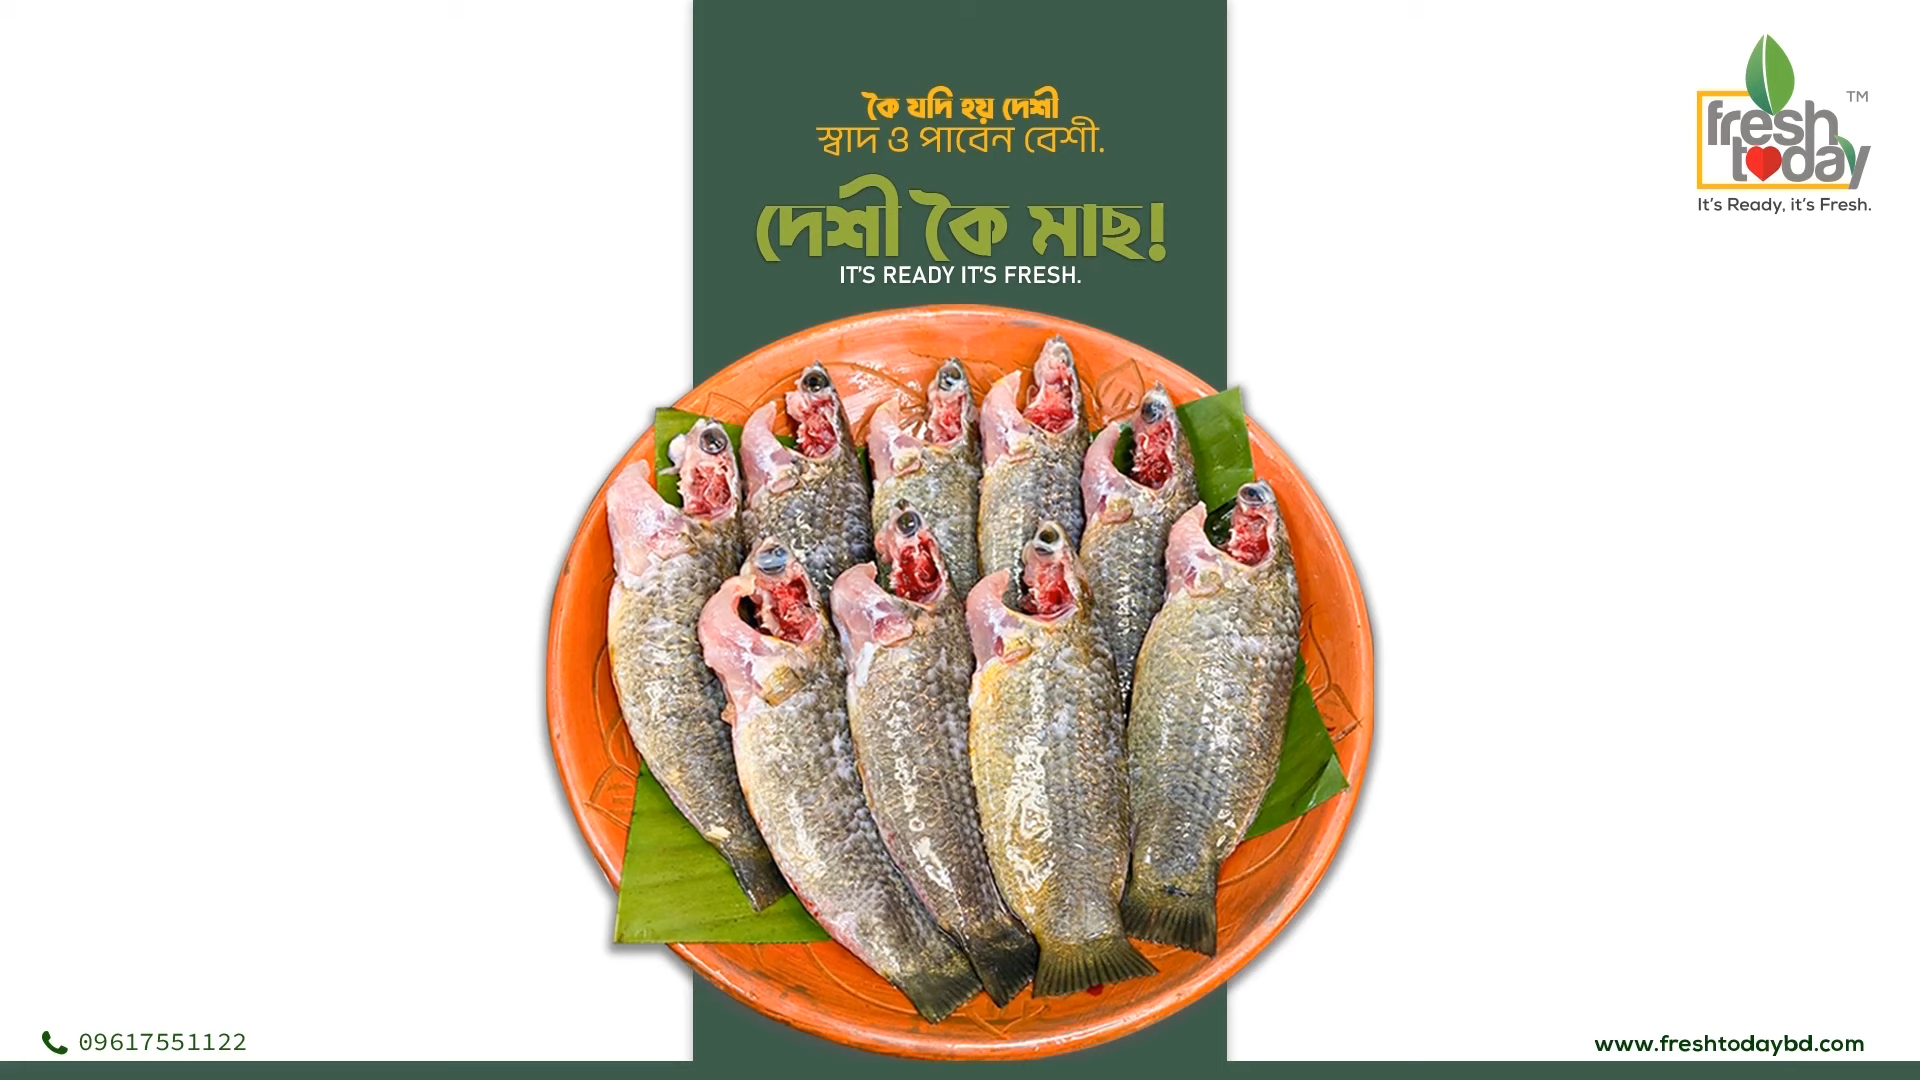 কৈ যদি হয় দেশী
স্বাদ ও পাবেন বেশী.
দেশী কৈ মাছ!
IT'S READY IT'S FRESH.
fresh
today
TM
It's Ready, it's Fresh.
09617551122
www.freshtodaybd.com